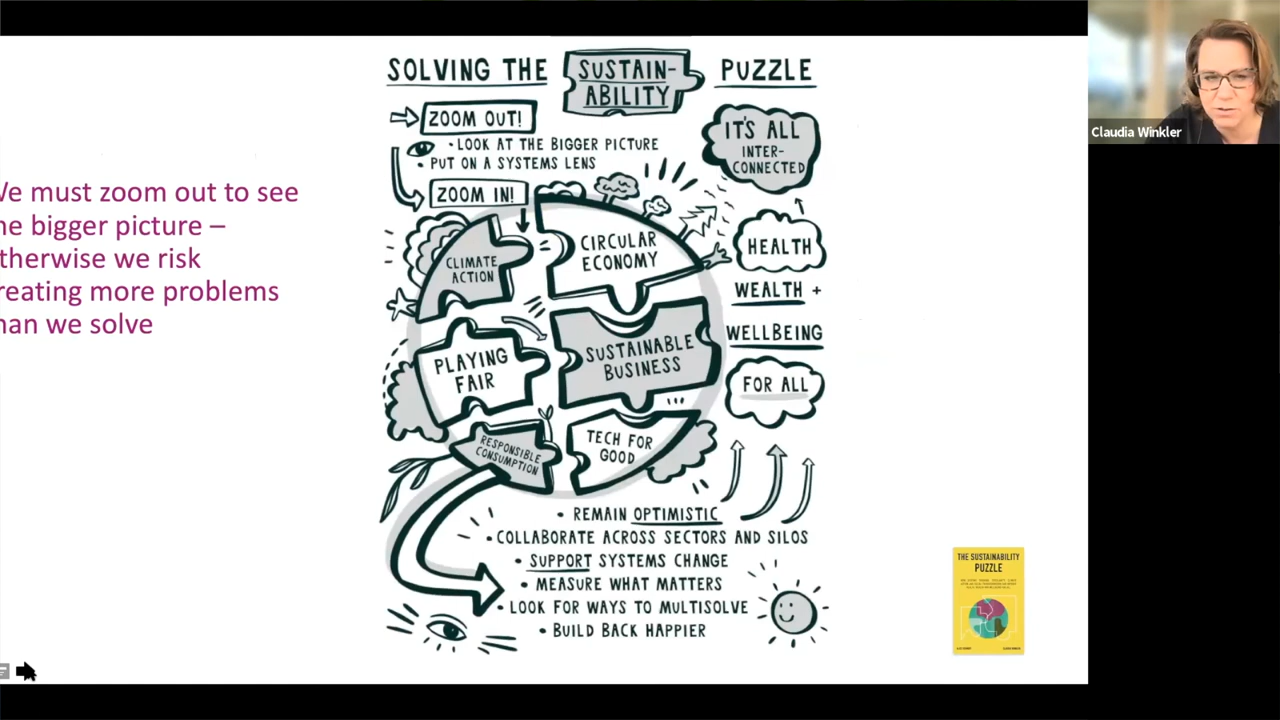 SOLVING THE SUSTAIN-
ABILITY PUZZLE
ZOOM OUT!
• LOOK AT THE BIGGER PICTURE
• PUT ON A SYSTEMS LENS
ZOOM IN!
IT'S ALL
INTER-
CONNECTED
HEALTH
WEALTH +
WELLBEING
FOR ALL
CLIMATE
ACTION
CIRCULAR
ECONOMY
PLAYING
FAIR
SUSTAINABLE
BUSINESS
RESPONSIBLE
CONSUMPTION
TECH FOR
GOOD
• REMAIN OPTIMISTIC
• COLLABORATE ACROSS SECTORS AND SILOS
• SUPPORT SYSTEMS CHANGE
• MEASURE WHAT MATTERS
• LOOK FOR WAYS TO MULTISOLVE
• BUILD BACK HAPPIER
We must zoom out to see
he bigger picture –
therwise we risk
reating more problems
han we solve
Claudia Winkler
THE SUSTAINABILITY
PUZZLE